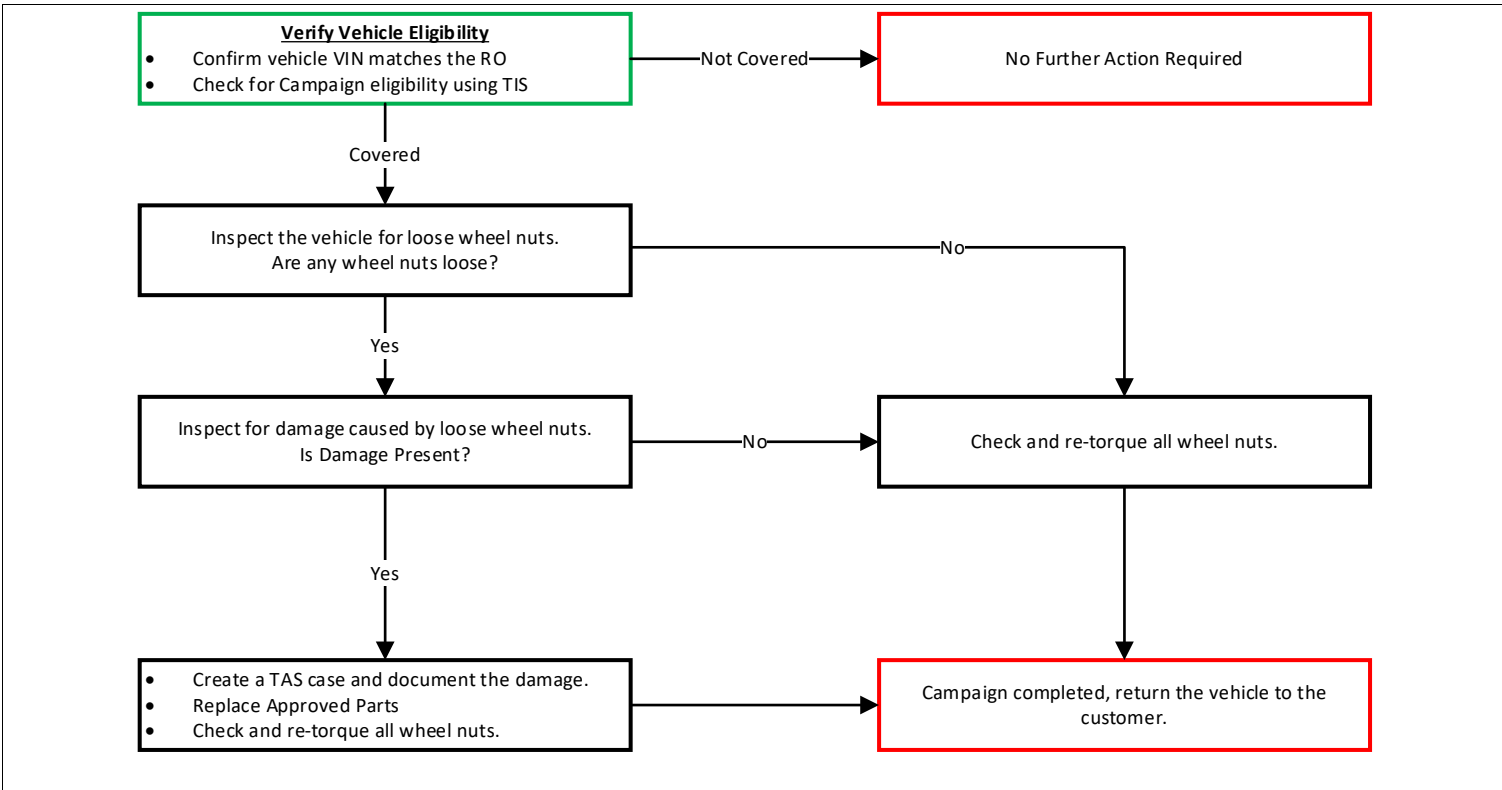 Verify Vehicle Eligibility
• Confirm vehicle VIN matches the RO
• Check for Campaign eligibility using TIS
Not Covered
No Further Action Required
Covered
Inspect the vehicle for loose wheel nuts.
Are any wheel nuts loose?
No
Yes
Inspect for damage caused by loose wheel nuts.
Is Damage Present?
No
Check and re-torque all wheel nuts.
Yes
• Create a TAS case and document the damage.
• Replace Approved Parts
• Check and re-torque all wheel nuts.
Campaign completed, return the vehicle to the
customer.